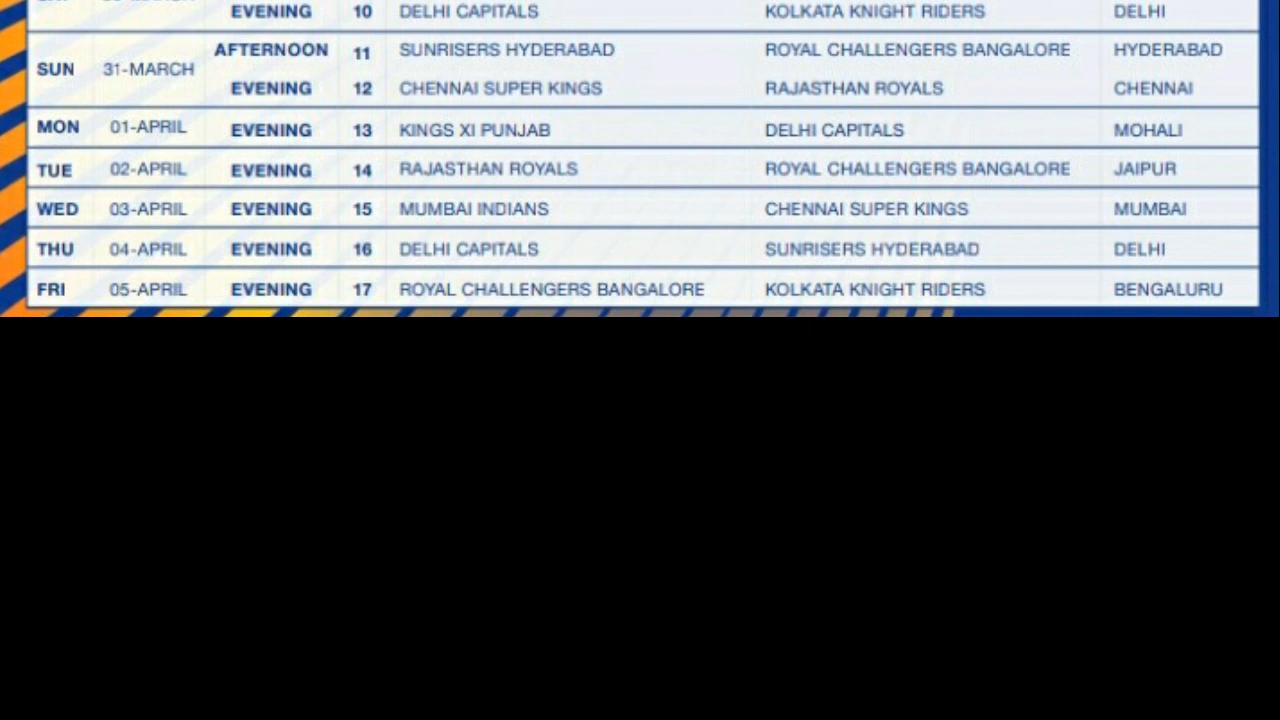 EVENING 10 DELHI CAPITALS KOLKATA KNIGHT RIDERS DELHI
SUN 31-MARCH AFTERNOON 11 SUNRISERS HYDERABAD ROYAL CHALLENGERS BANGALORE HYDERABAD
EVENING 12 CHENNAI SUPER KINGS RAJASTHAN ROYALS CHENNAI
MON 01-APRIL EVENING 13 KINGS XI PUNJAB DELHI CAPITALS MOHALI
TUE 02-APRIL EVENING 14 RAJASTHAN ROYALS ROYAL CHALLENGERS BANGALORE JAIPUR
WED 03-APRIL EVENING 15 MUMBAI INDIANS CHENNAI SUPER KINGS MUMBAI
THU 04-APRIL EVENING 16 DELHI CAPITALS SUNRISERS HYDERABAD DELHI
FRI 05-APRIL EVENING 17 ROYAL CHALLENGERS BANGALORE KOLKATA KNIGHT RIDERS BENGALURU